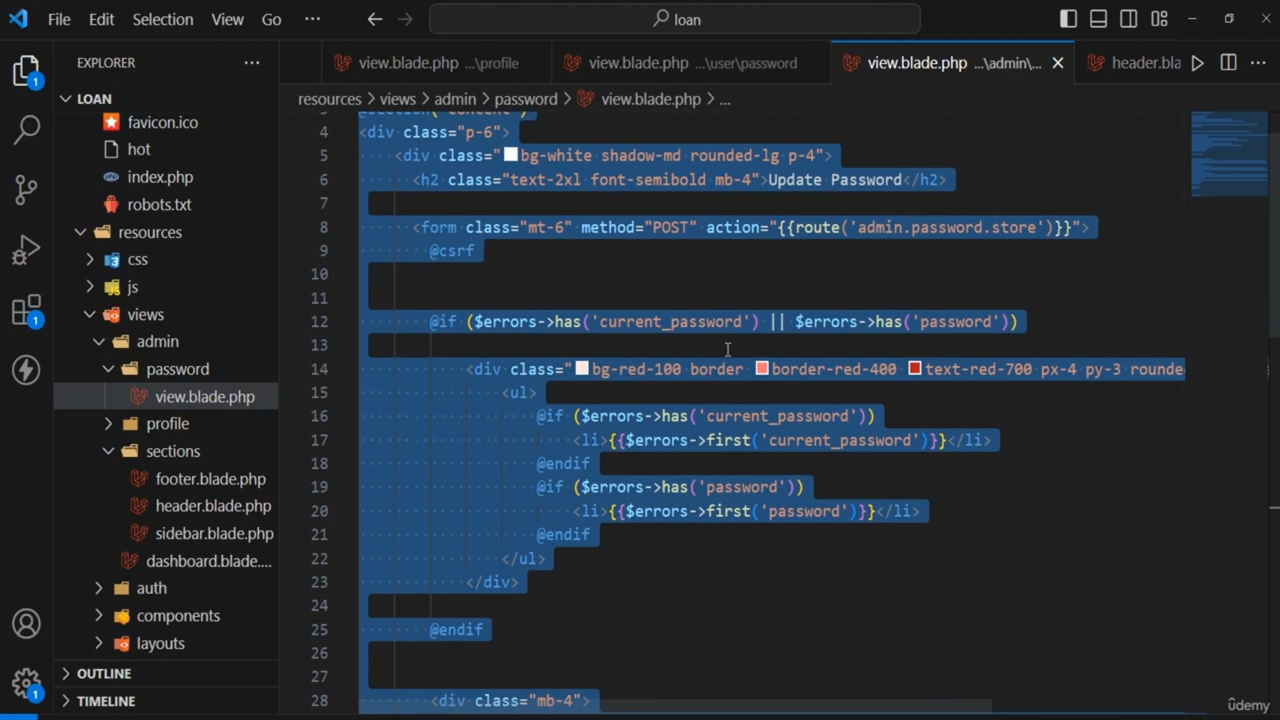 File Edit Selection View Go ··· loan
EXPLORER ···
view.blade.php ...\profile
view.blade.php ...\user\password
view.blade.php ...\admin\...
header.bla
···
LOAN
resources > views > admin > password > view.blade.php > ...
favicon.ico
hot
index.php
robots.txt
resources
css
js
views
admin
password
view.blade.php
profile
sections
footer.blade.php
header.blade.php
sidebar.blade.php
dashboard.blade....
auth
components
layouts
OUTLINE
TIMELINE
1
1
1
4 <div class="p-6">
5 <div class="bg-white shadow-md rounded-lg p-4">
6 <h2 class="text-2xl font-semibold mb-4">Update Password</h2>
7
8 <form class="mt-6" method="POST" action="{{route('admin.password.store')}}">
9 @csrf
10
11
12 @if ($errors->has('current_password') || $errors->has('password'))
13
14 <div class="bg-red-100 border border-red-400 text-red-700 px-4 py-3 rounde
15 <ul>
16 @if ($errors->has('current_password'))
17 <li>{{$errors->first('current_password')}}</li>
18 @endif
19 @if ($errors->has('password'))
20 <li>{{$errors->first('password')}}</li>
21 @endif
22 </ul>
23 </div>
24
25 @endif
26
27
28 <div class="mb-4">
ûdemy